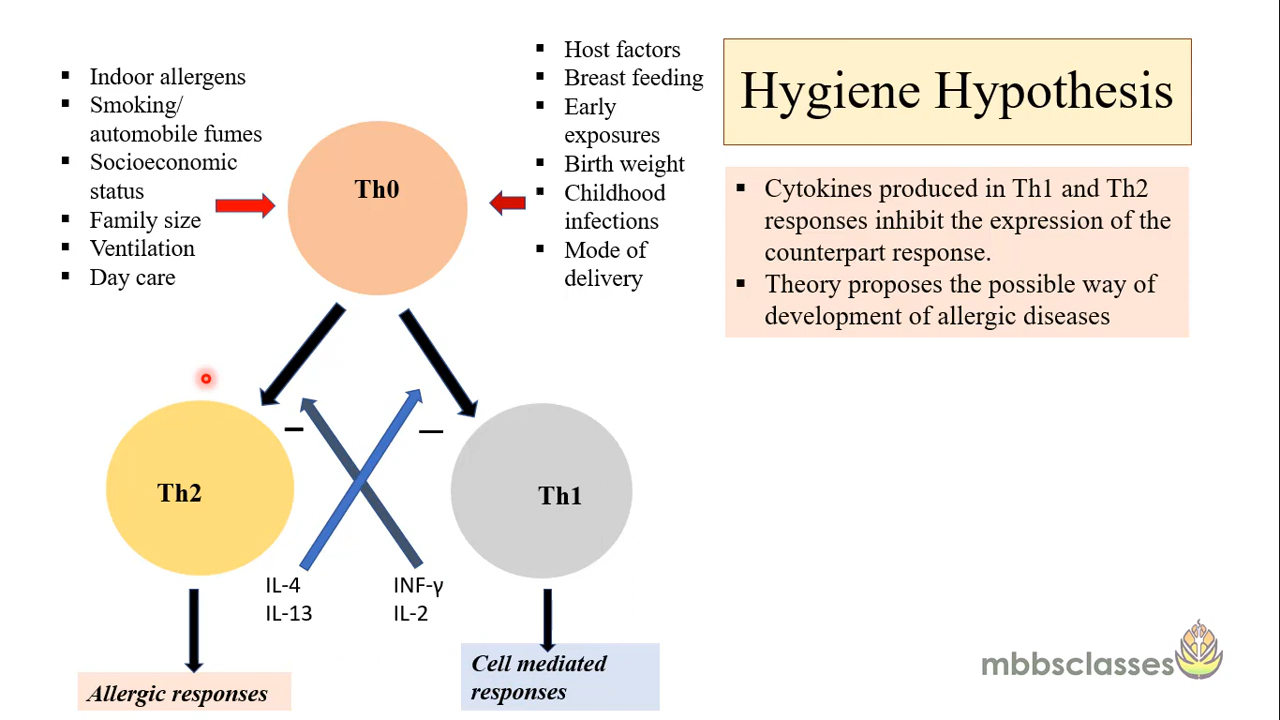 Hygiene Hypothesis
▪ Indoor allergens
▪ Smoking/
automobile fumes
▪ Socioeconomic
status
▪ Family size
▪ Ventilation
▪ Day care
▪ Host factors
▪ Breast feeding
▪ Early
exposures
▪ Birth weight
▪ Childhood
infections
▪ Mode of
delivery
▪ Cytokines produced in Th1 and Th2
responses inhibit the expression of the
counterpart response.
▪ Theory proposes the possible way of
development of allergic diseases
Th0
–
–
Th2
Th1
IL-4
IL-13
INF-γ
IL-2
Allergic responses
Cell mediated
responses
mbbsclasses